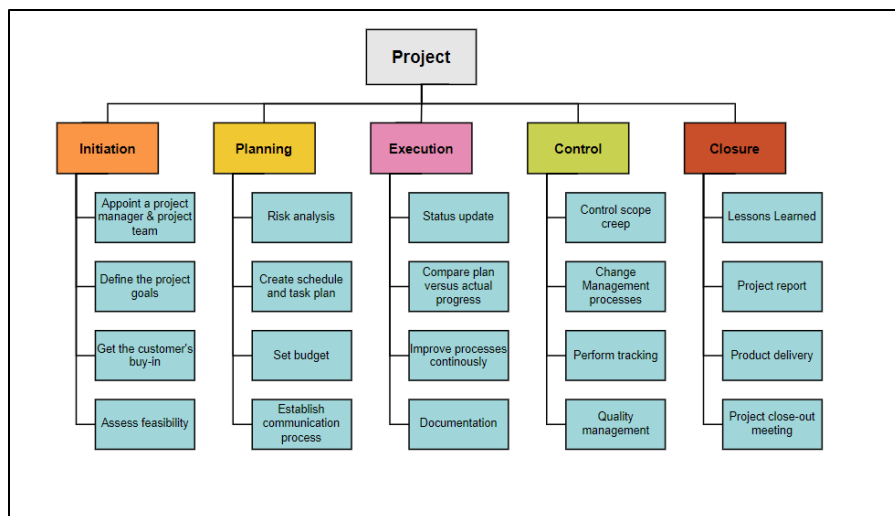 Project
Initiation
Planning
Execution
Control
Closure
Appoint a project
manager & project
team
Risk analysis
Status update
Control scope
creep
Lessons Learned
Define the project
goals
Create schedule
and task plan
Compare plan
versus actual
progress
Change
Management
processes
Project report
Get the customer's
buy-in
Set budget
Improve processes
continously
Perform tracking
Product delivery
Assess feasibility
Establish
communication
process
Documentation
Quality
management
Project close-out
meeting